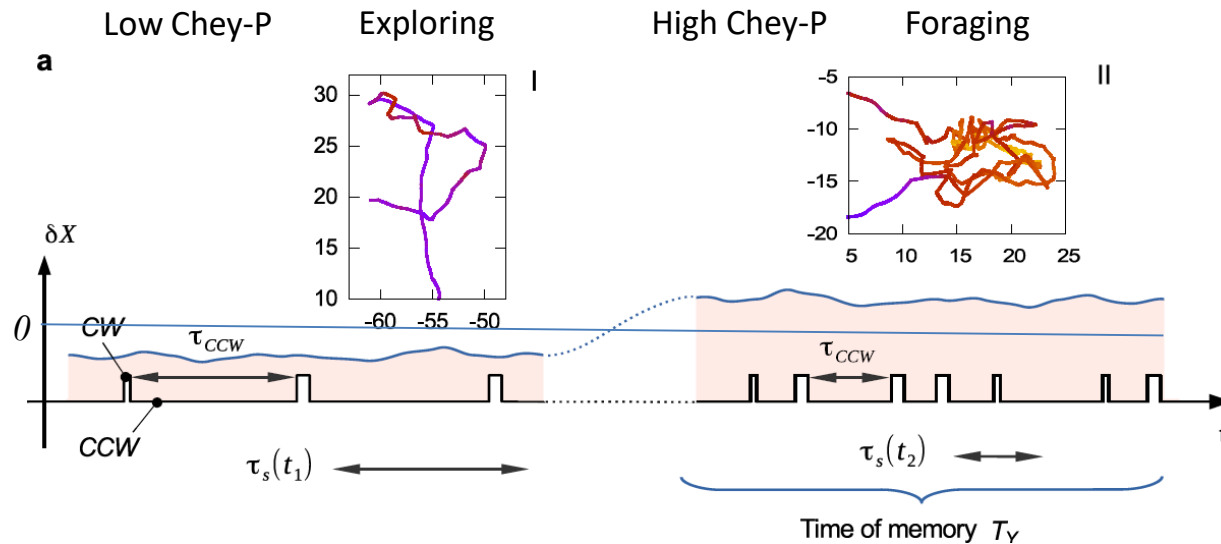 Low Chey-P Exploring High Chey-P Foraging
a
I
II
30
25
20
15
10
-60 -55 -50
-5
-10
-15
-20
5 10 15 20 25
δX
0
CW
τCCW
τCCW
CCW
τs(t1)
τs(t2)
Time of memory TY